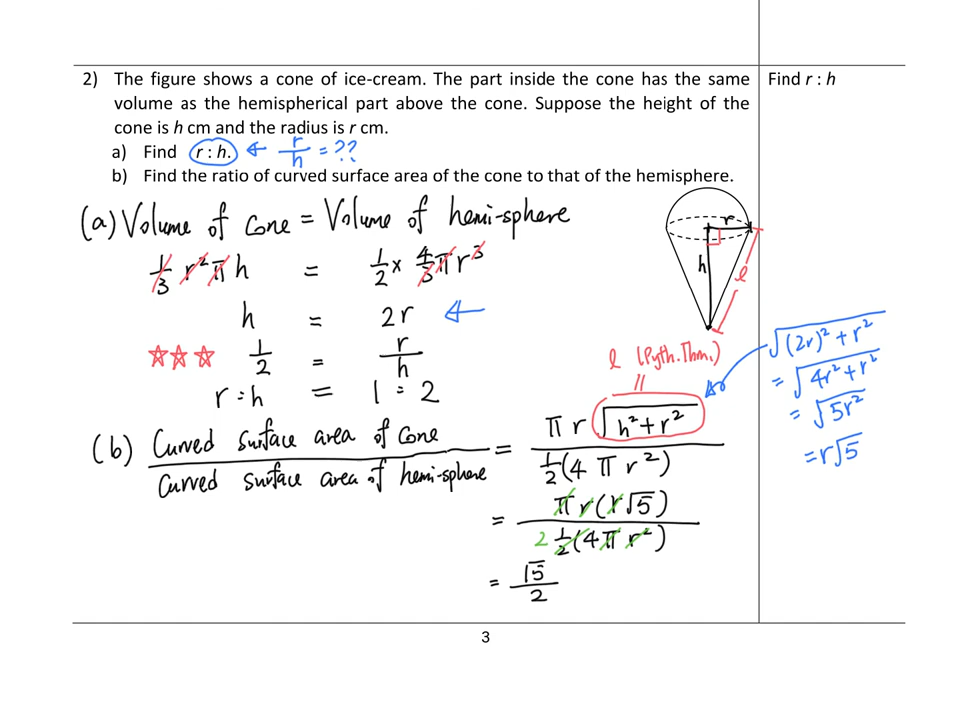 2) The figure shows a cone of ice-cream. The part inside the cone has the same
volume as the hemispherical part above the cone. Suppose the height of the
cone is h cm and the radius is r cm.
a) Find r : h. ← r/h = ??
b) Find the ratio of curved surface area of the cone to that of the hemisphere.
Find r : h
(a) Volume of Cone = Volume of hemi-sphere
1/3 r²π h = 1/2 × 4/3 π r³
h = 2r ←
☆☆☆ 1/2 = r/h
r : h = 1 : 2
r
h
ℓ
ℓ (Pyth. Thm.)
||
(b) Curved surface area of Cone / Curved surface area of hemi-sphere = π r √(h² + r²) / ½(4 π r²)
= π r (r√5) / 2 ½(4π r²)
= √5 / 2
√((2r)² + r²)
= √(4r² + r²)
= √(5r²)
= r√5
3